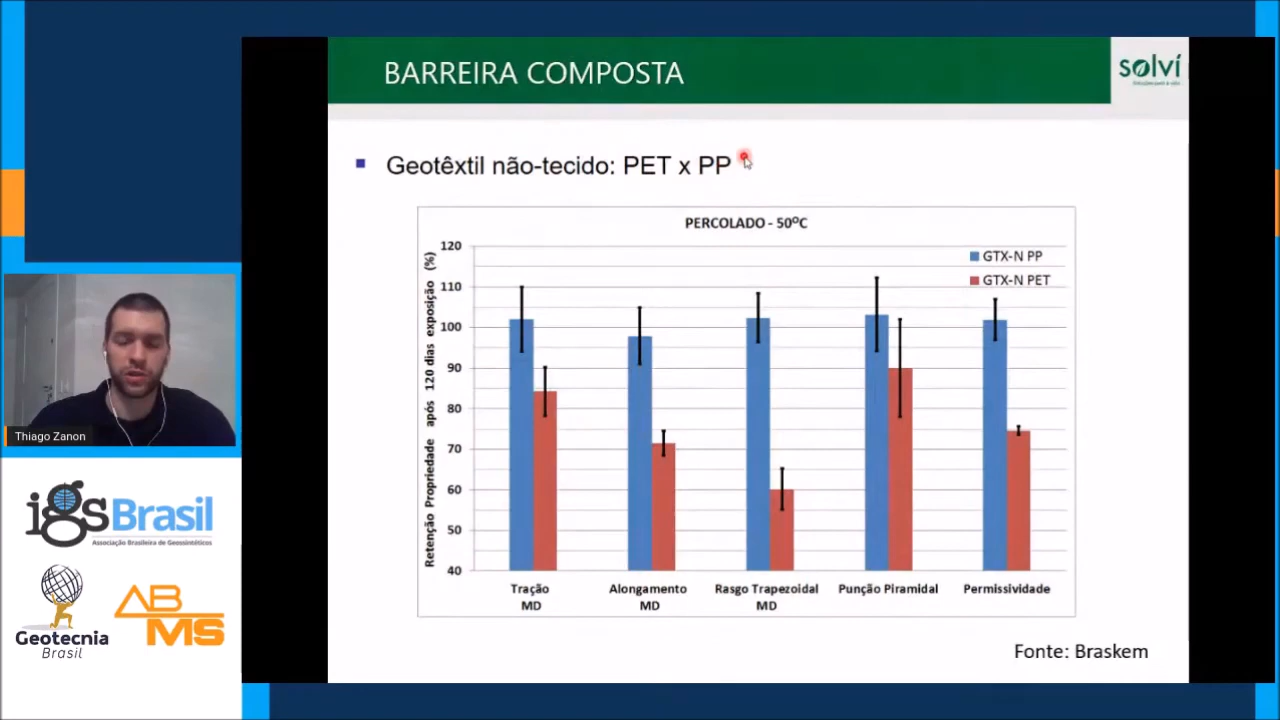 BARREIRA COMPOSTA
solví
Geotêxtil não-tecido: PET x PP
PERCOLADO - 50ºC
Retenção Propriedade após 120 dias exposição (%)
120
110
100
90
80
70
60
50
40
GTX-N PP
GTX-N PET
Tração
MD
Alongamento
MD
Rasgo Trapezoidal
MD
Punção Piramidal
Permissividade
Fonte: Braskem
Thiago Zanon
igsBrasil
Associação Brasileira de Geossintéticos
Geotecnia
Brasil
ABMS